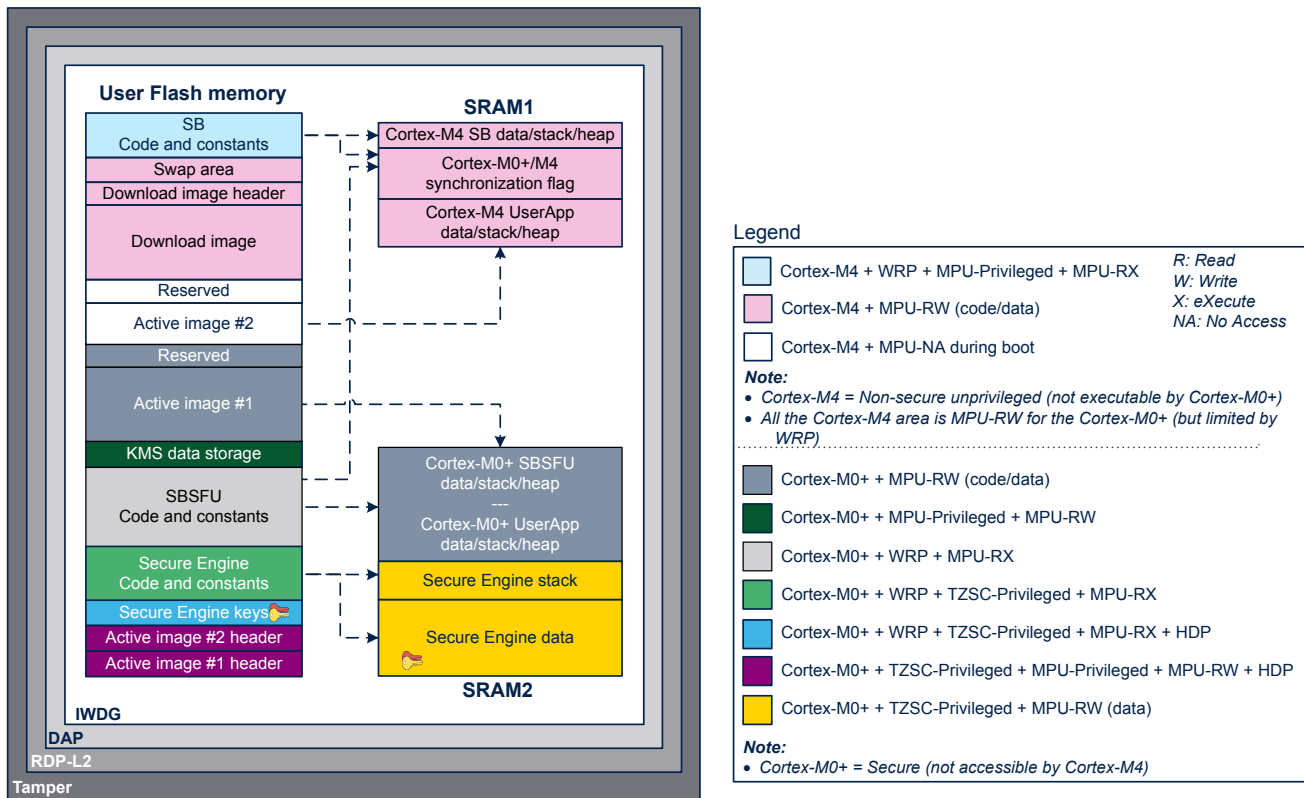 User Flash memory
SB
Code and constants
Swap area
Download image header
Download image
Reserved
Active image #2
Reserved
Active image #1
KMS data storage
SBSFU
Code and constants
Secure Engine
Code and constants
Secure Engine keys
Active image #2 header
Active image #1 header
SRAM1
Cortex-M4 SB data/stack/heap
Cortex-M0+/M4
synchronization flag
Cortex-M4 UserApp
data/stack/heap
Cortex-M0+ SBSFU
data/stack/heap
---
Cortex-M0+ UserApp
data/stack/heap
Secure Engine stack
Secure Engine data
SRAM2
IWDG
DAP
RDP-L2
Tamper
Legend
Cortex-M4 + WRP + MPU-Privileged + MPU-RX
Cortex-M4 + MPU-RW (code/data)
Cortex-M4 + MPU-NA during boot
R: Read
W: Write
X: eXecute
NA: No Access
Note:
• Cortex-M4 = Non-secure unprivileged (not executable by Cortex-M0+)
• All the Cortex-M4 area is MPU-RW for the Cortex-M0+ (but limited by
WRP)
Cortex-M0+ + MPU-RW (code/data)
Cortex-M0+ + MPU-Privileged + MPU-RW
Cortex-M0+ + WRP + MPU-RX
Cortex-M0+ + WRP + TZSC-Privileged + MPU-RX
Cortex-M0+ + WRP + TZSC-Privileged + MPU-RX + HDP
Cortex-M0+ + TZSC-Privileged + MPU-Privileged + MPU-RW + HDP
Cortex-M0+ + TZSC-Privileged + MPU-RW (data)
Note:
• Cortex-M0+ = Secure (not accessible by Cortex-M4)